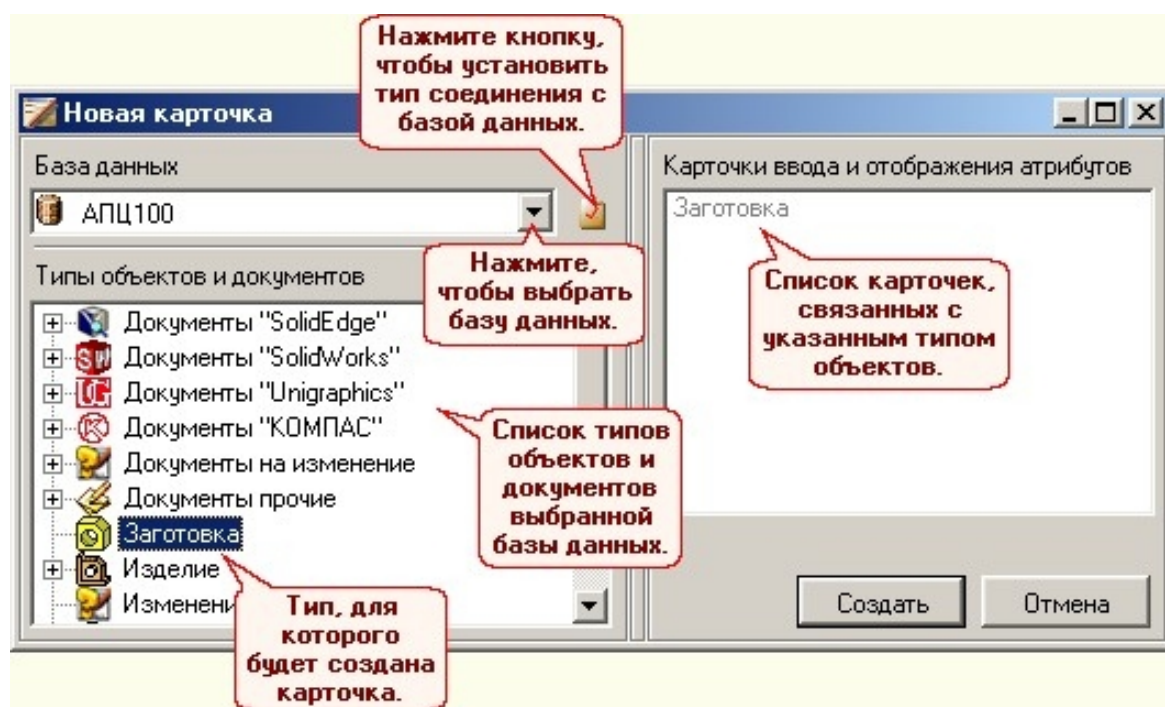 Нажмите кнопку,
чтобы установить
тип соединения с
базой данных.
Новая карточка
База данных
АПЦ100
Нажмите,
чтобы выбрать
базу данных.
Типы объектов и документов
Документы "SolidEdge"
Документы "SolidWorks"
Документы "Unigraphics"
Документы "КОМПАС"
Документы на изменение
Документы прочие
Заготовка
Изделие
Изменени
Список типов
объектов и
документов
выбранной
базы данных.
Тип, для
которого
будет создана
карточка.
Карточки ввода и отображения атрибутов
Заготовка
Список карточек,
связанных с
указанным типом
объектов.
Создать
Отмена